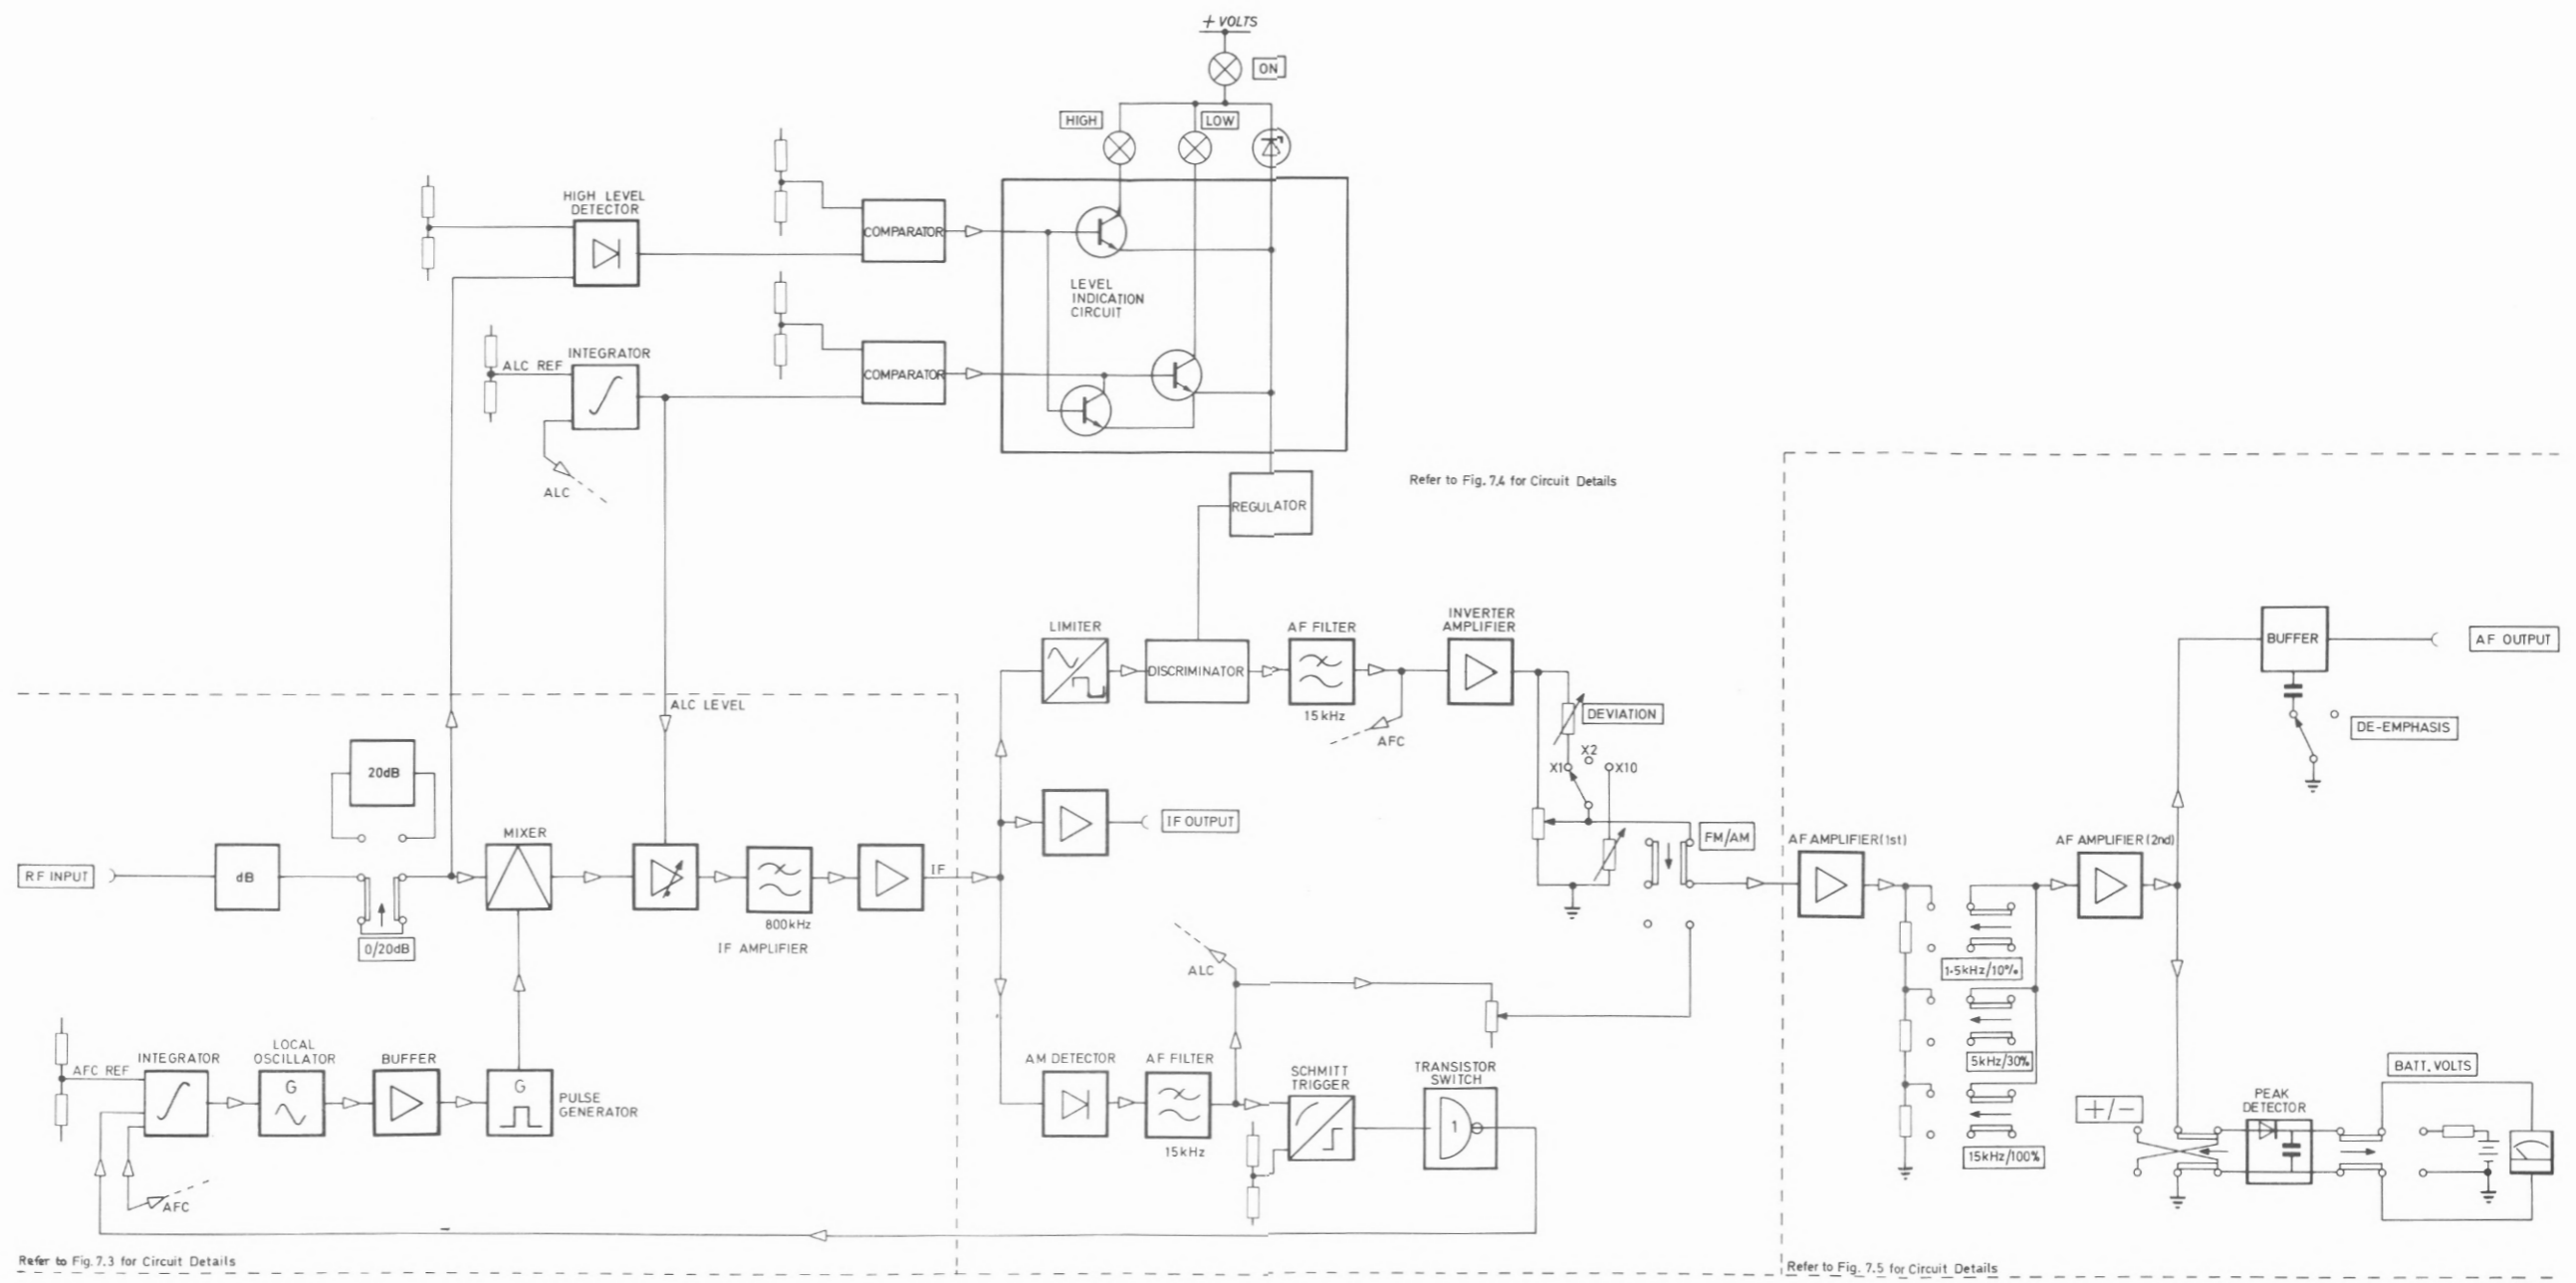 + VOLTS
ON
HIGH
LOW
HIGH LEVEL
DETECTOR
COMPARATOR
LEVEL
INDICATION
CIRCUIT
INTEGRATOR
ALC REF
COMPARATOR
ALC
REGULATOR
Refer to Fig. 7.4 for Circuit Details
LIMITER
DISCRIMINATOR
AF FILTER
15 kHz
INVERTER
AMPLIFIER
AFC
DEVIATION
X1
X2
X10
BUFFER
AF OUTPUT
DE-EMPHASIS
ALC LEVEL
20dB
RF INPUT
dB
0/20dB
MIXER
800kHz
IF AMPLIFIER
IF
IF OUTPUT
FM/AM
AF AMPLIFIER (1st)
AF AMPLIFIER (2nd)
1·5kHz/10%
5kHz/30%
15kHz/100%
ALC
AFC REF
INTEGRATOR
LOCAL
OSCILLATOR
G
BUFFER
G
PULSE
GENERATOR
AFC
AM DETECTOR
AF FILTER
15kHz
SCHMITT
TRIGGER
TRANSISTOR
SWITCH
1
+/-
PEAK
DETECTOR
BATT. VOLTS
Refer to Fig. 7.3 for Circuit Details
Refer to Fig. 7.5 for Circuit Details